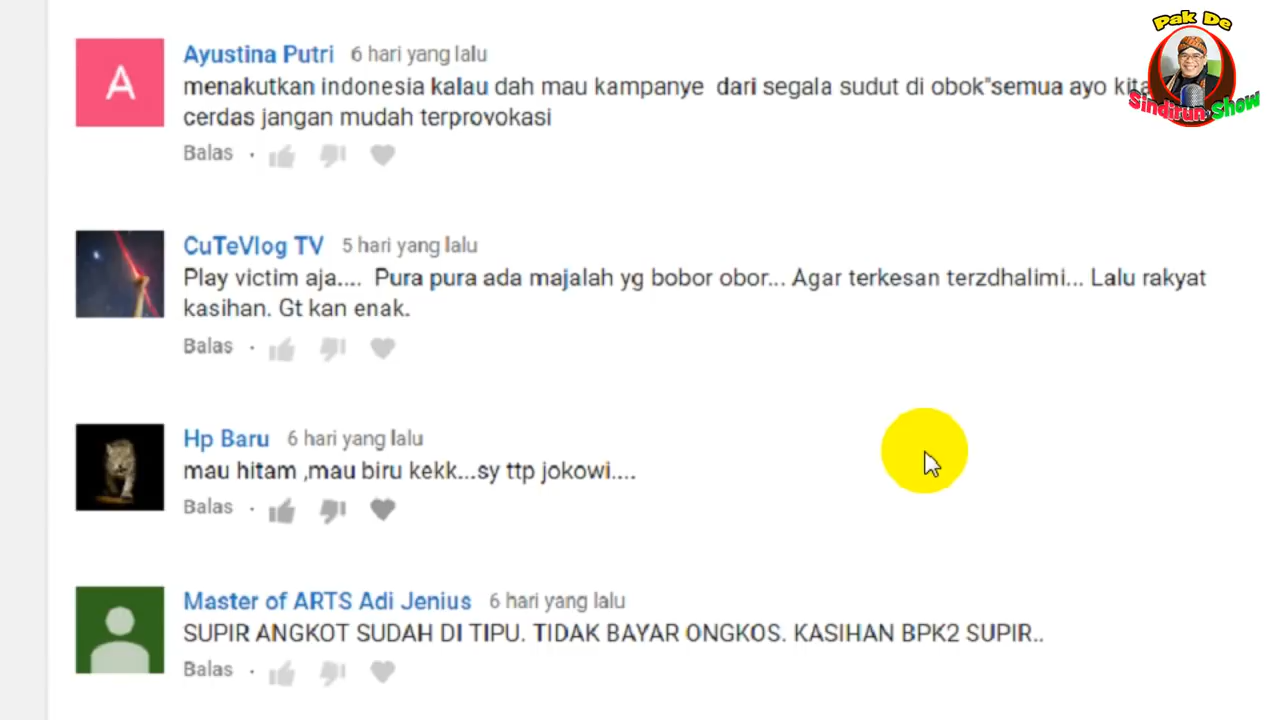 Pak De
Sindirun Show
A
Ayustina Putri 6 hari yang lalu
menakutkan indonesia kalau dah mau kampanye dari segala sudut di obok"semua ayo kita
cerdas jangan mudah terprovokasi
Balas
CuTeVlog TV 5 hari yang lalu
Play victim aja.... Pura pura ada majalah yg bobor obor... Agar terkesan terzdhalimi... Lalu rakyat
kasihan. Gt kan enak.
Balas
Hp Baru 6 hari yang lalu
mau hitam ,mau biru kekk...sy ttp jokowi....
Balas
Master of ARTS Adi Jenius 6 hari yang lalu
SUPIR ANGKOT SUDAH DI TIPU. TIDAK BAYAR ONGKOS. KASIHAN BPK2 SUPIR..
Balas